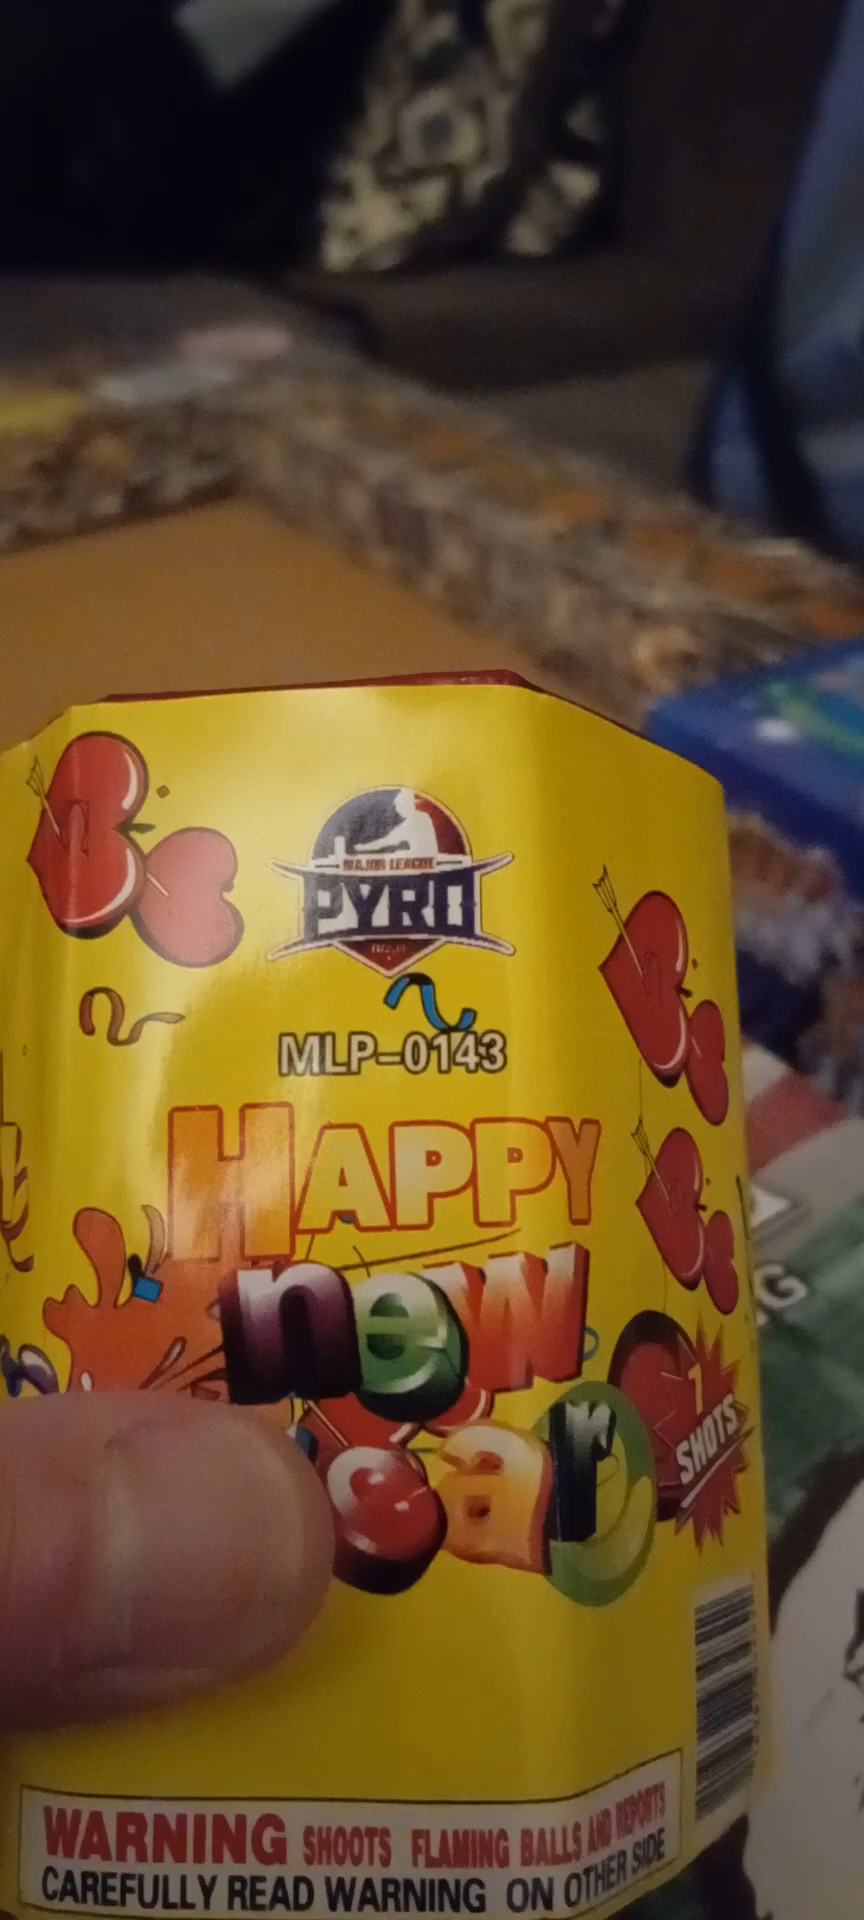 MAJOR LEAGUE
PYRO
MLP-0143
HAPPY
new
ear
7
SHOTS
WARNING SHOOTS FLAMING BALLS AND REPORTS
CAREFULLY READ WARNING ON OTHER SIDE
G